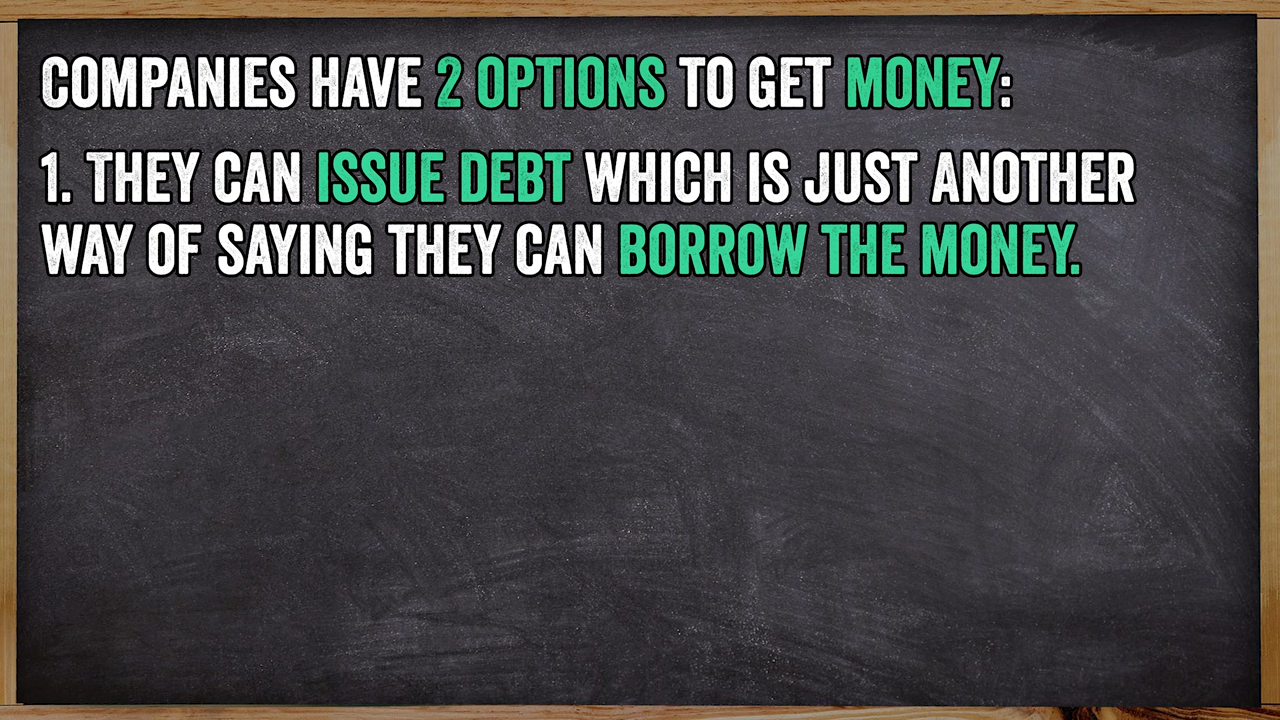 COMPANIES HAVE 2 OPTIONS TO GET MONEY:
1. THEY CAN ISSUE DEBT WHICH IS JUST ANOTHER
WAY OF SAYING THEY CAN BORROW THE MONEY.